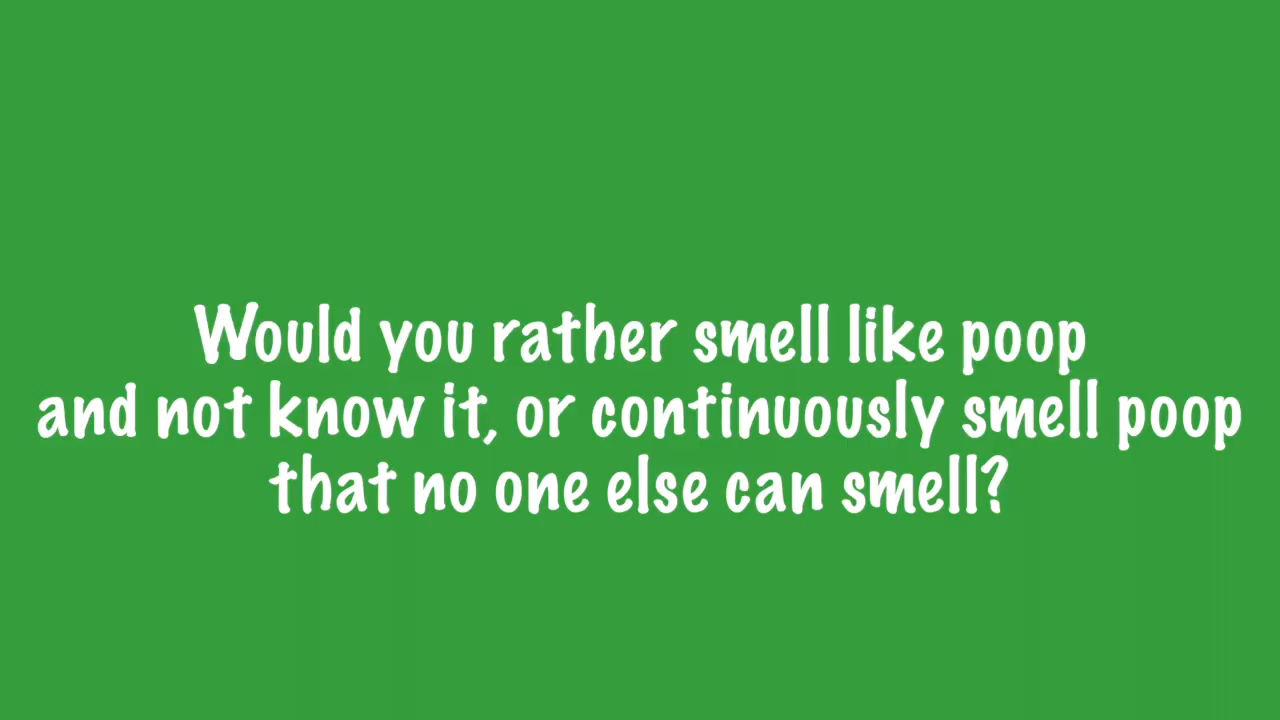 Would you rather smell like poop
and not know it, or continuously smell poop
that no one else can smell?